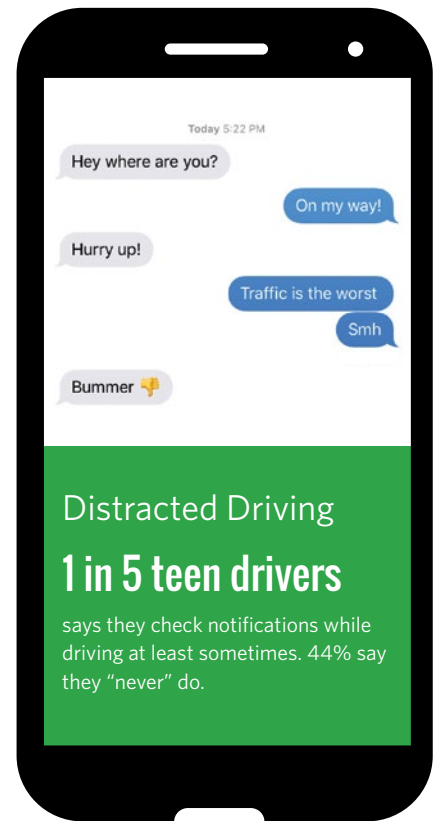 Today 5:22 PM
Hey where are you?
On my way!
Hurry up!
Traffic is the worst
Smh
Bummer 👎
Distracted Driving
1 in 5 teen drivers
says they check notifications while
driving at least sometimes. 44% say
they “never” do.